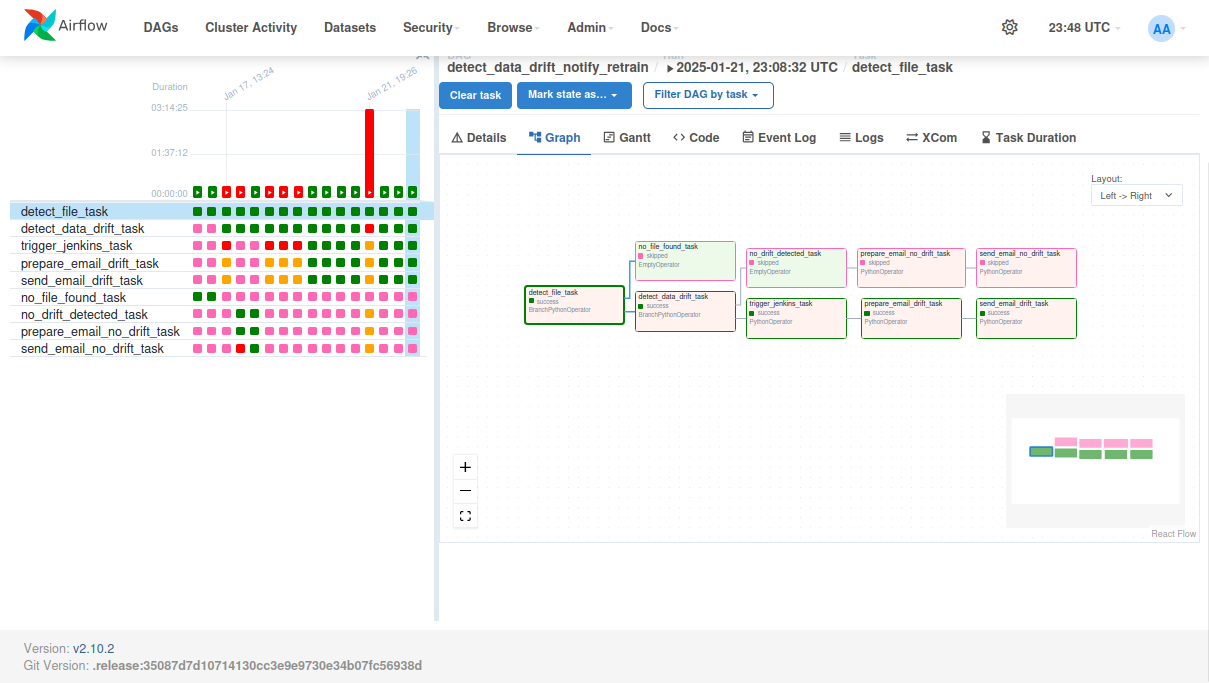 Airflow
DAGs Cluster Activity Datasets Security Browse Admin Docs 23:48 UTC AA
detect_data_drift_notify_retrain / 2025-01-21, 23:08:32 UTC / detect_file_task
Clear task Mark state as… Filter DAG by task
Details Graph Gantt Code Event Log Logs XCom Task Duration
Duration
Jan 17, 13:24
Jan 21, 19:26
03:14:25
01:37:12
00:00:00
detect_file_task
detect_data_drift_task
trigger_jenkins_task
prepare_email_drift_task
send_email_drift_task
no_file_found_task
no_drift_detected_task
prepare_email_no_drift_task
send_email_no_drift_task
Layout:
Left -> Right
detect_file_task
success
BranchPythonOperator
no_file_found_task
skipped
EmptyOperator
detect_data_drift_task
success
BranchPythonOperator
no_drift_detected_task
skipped
EmptyOperator
trigger_jenkins_task
success
PythonOperator
prepare_email_no_drift_task
skipped
PythonOperator
prepare_email_drift_task
success
PythonOperator
send_email_no_drift_task
skipped
PythonOperator
send_email_drift_task
success
PythonOperator
React Flow
Version: v2.10.2
Git Version: .release:35087d7d10714130cc3e9e9730e34b07fc56938d